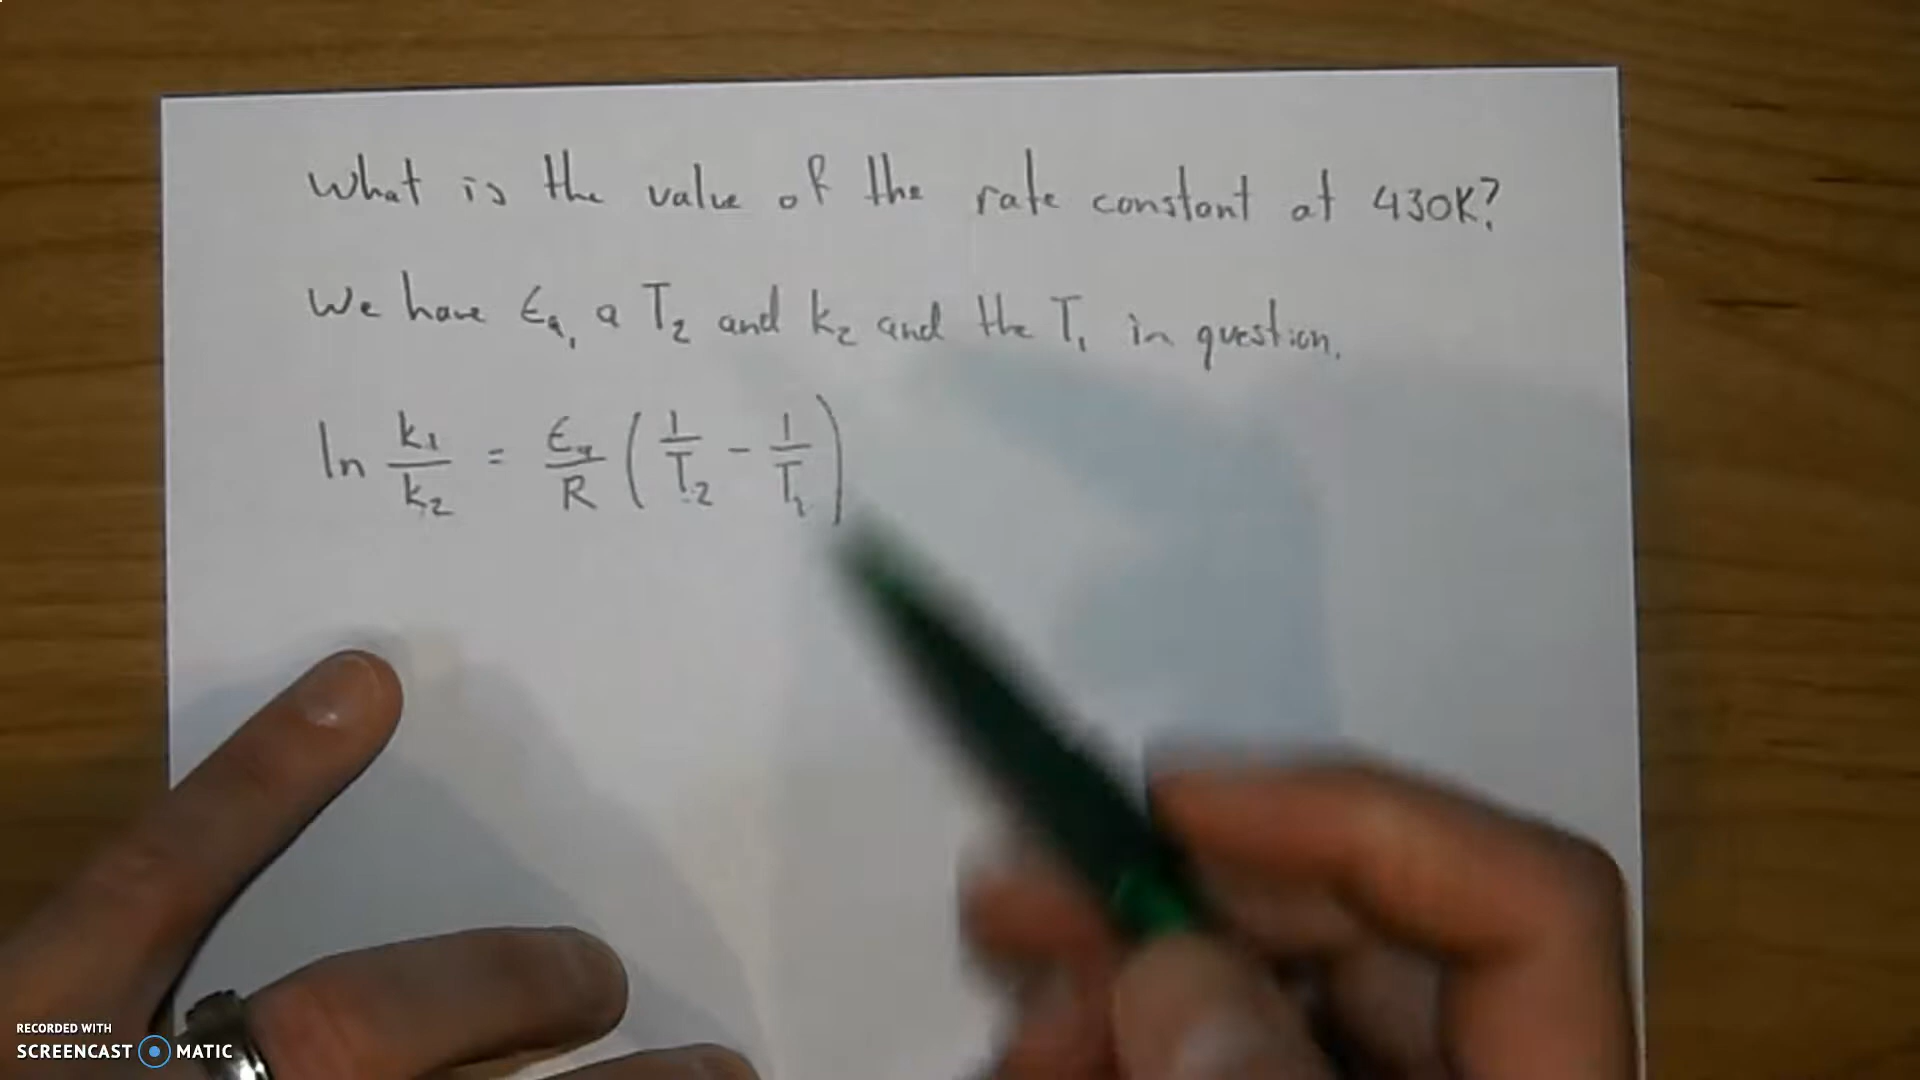 What is the value of the rate constant at 430K?
We have Ea, a T2 and k2 and the T1 in question.
ln k1/k2 = Ea/R (1/T2 - 1/T1)
RECORDED WITH
SCREENCAST MATIC